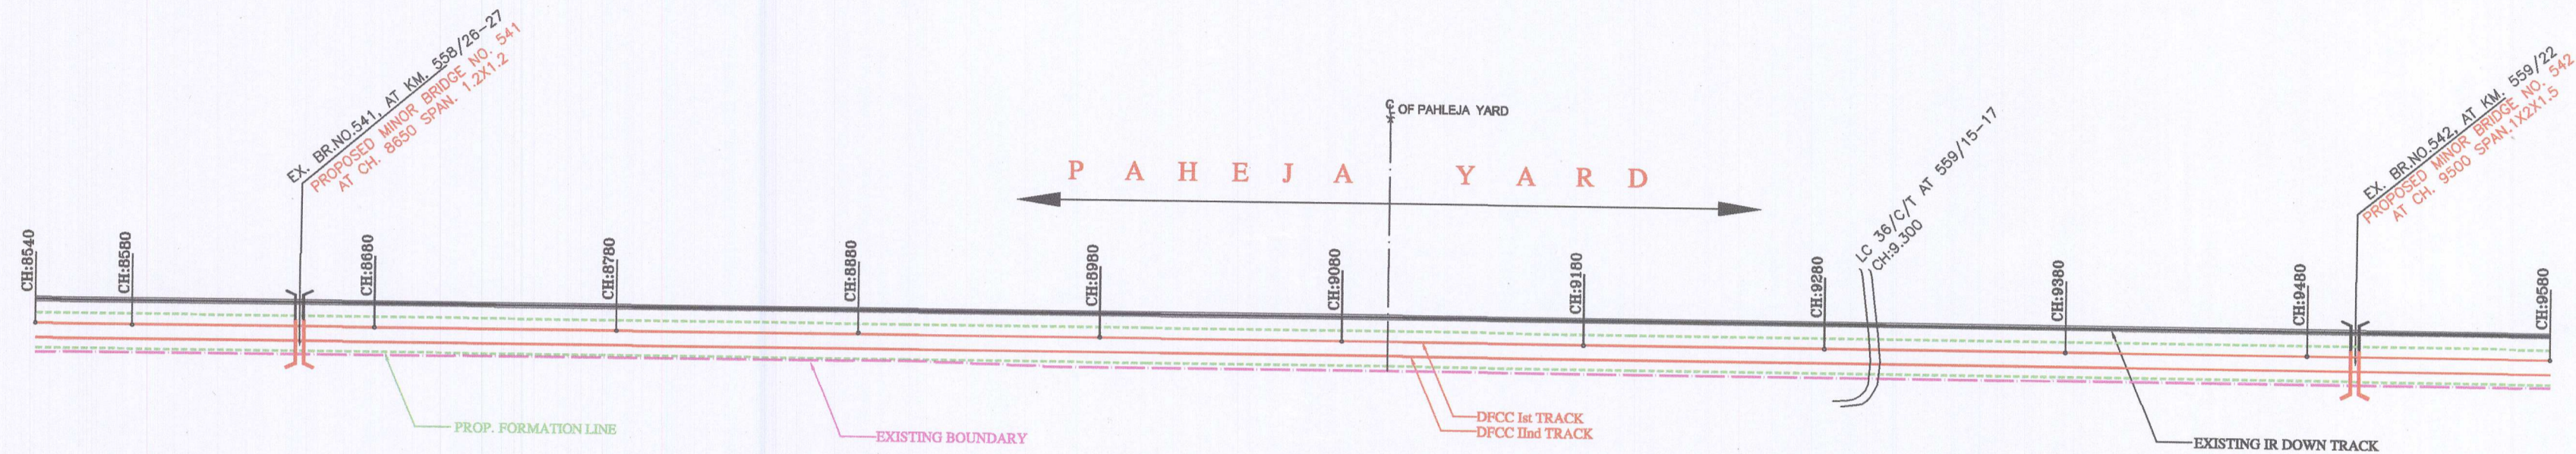 EX. BR.NO.541, AT KM. 558/26-27
PROPOSED MINOR BRIDGE NO. 541
AT CH. 8650 SPAN. 1.2X1.2
℄ OF PAHLEJA YARD
PAHEJA YARD
LC 36/C/T AT 559/15-17
CH:9.300
EX. BR.NO.542, AT KM. 559/22
PROPOSED MINOR BRIDGE NO. 542
AT CH. 9500 SPAN.1X2X1.5
CH:8540
CH:8580
CH:8680
CH:8780
CH:8880
CH:8980
CH:9080
CH:9180
CH:9280
CH:9380
CH:9480
CH:9580
PROP. FORMATION LINE
EXISTING BOUNDARY
DFCC Ist TRACK
DFCC IInd TRACK
EXISTING IR DOWN TRACK